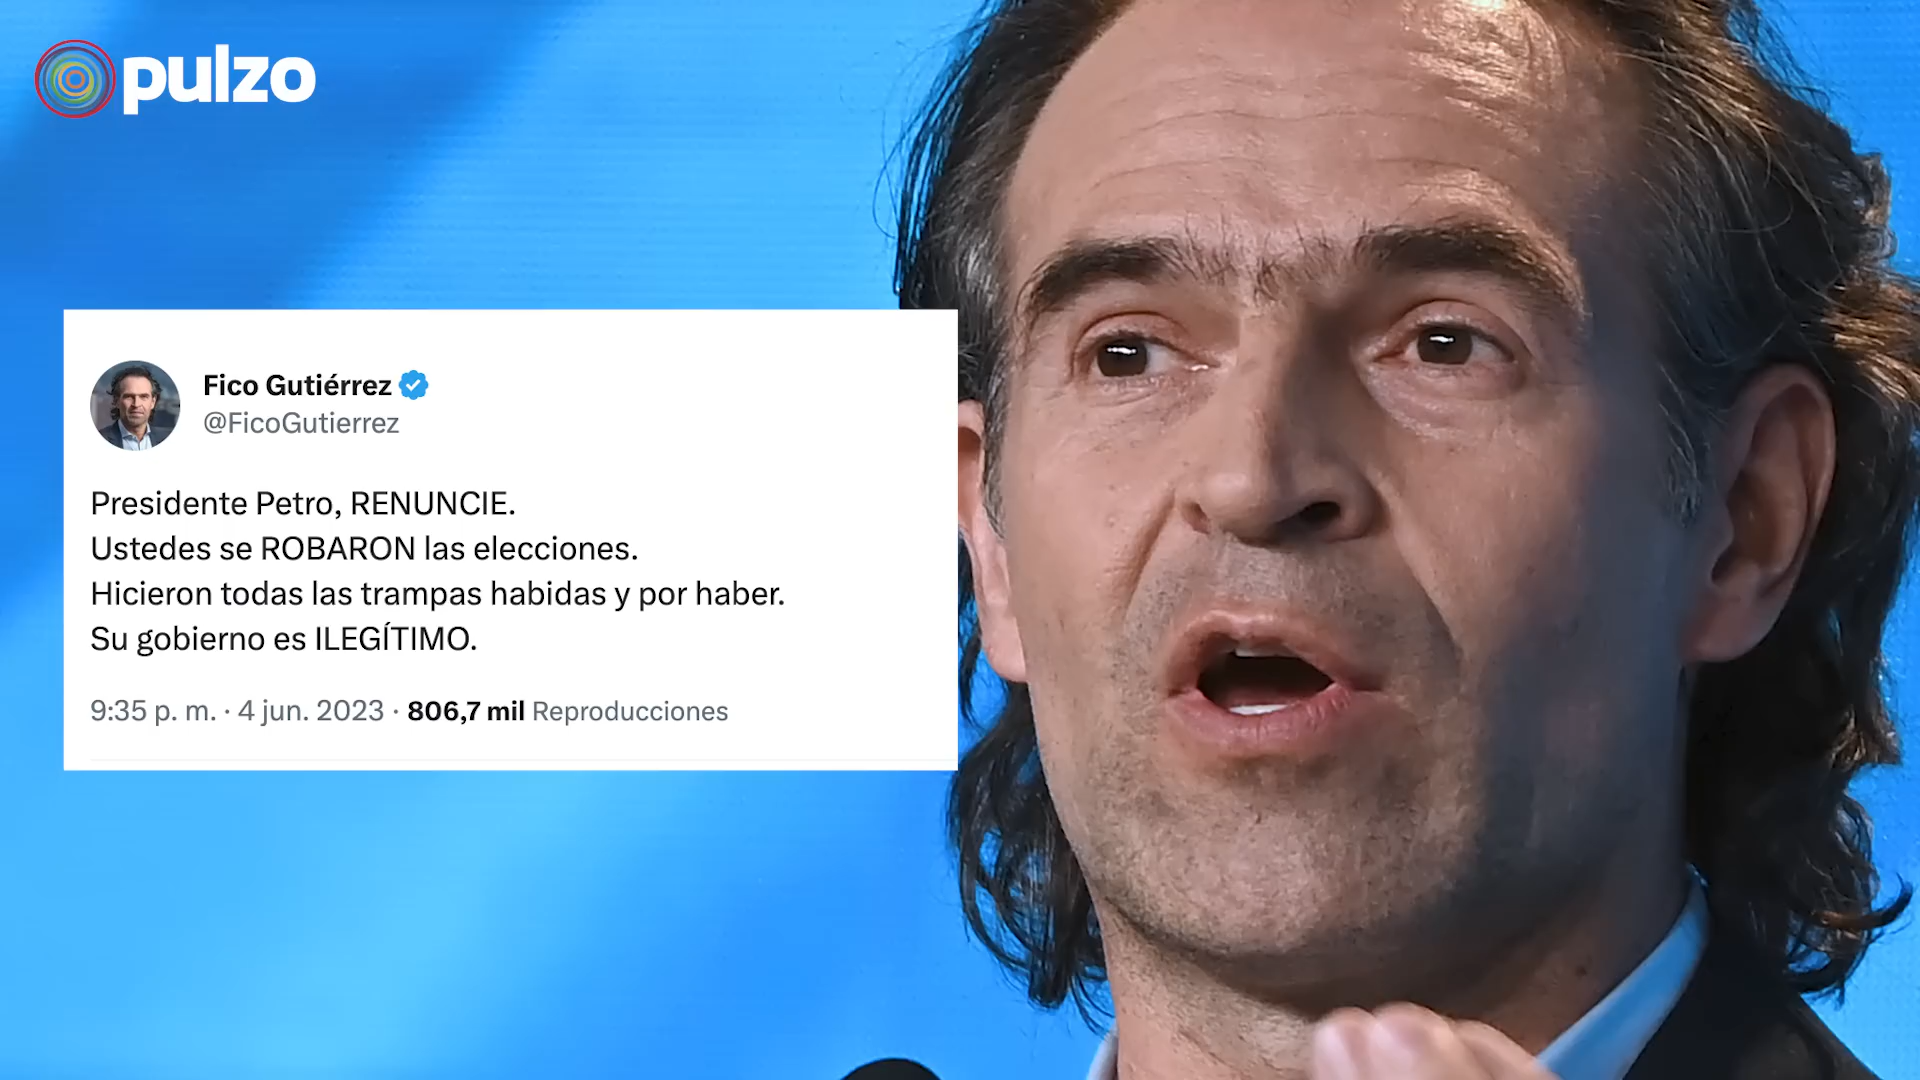 pulzo
Fico Gutiérrez
@FicoGutierrez
Presidente Petro, RENUNCIE.
Ustedes se ROBARON las elecciones.
Hicieron todas las trampas habidas y por haber.
Su gobierno es ILEGÍTIMO.
9:35 p. m. · 4 jun. 2023 · 806,7 mil Reproducciones